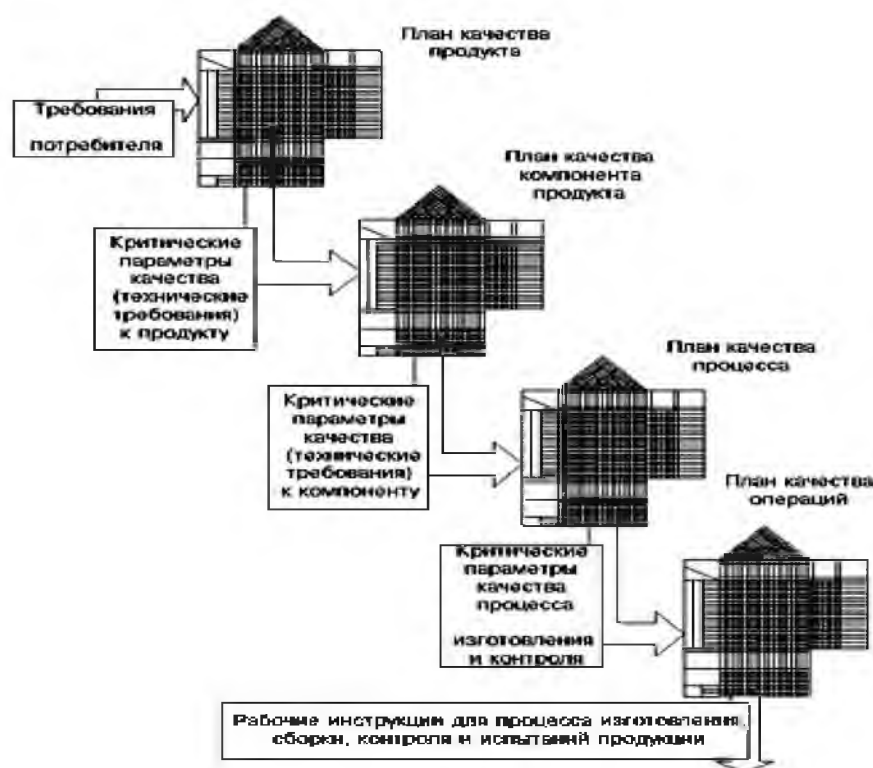 План качества
продукта
Требования
потребителя
План качества
компонента
продукта
Критические
параметры
качества
(технические
требования)
к продукту
План качества
процесса
Критические
параметры
качества
(технические
требования)
к компоненту
План качества
операций
Критические
параметры
качества
процесса
изготовления
и контроля
Рабочие инструкции для процесса изготовления,
сборки, контроля и испытаний продукции